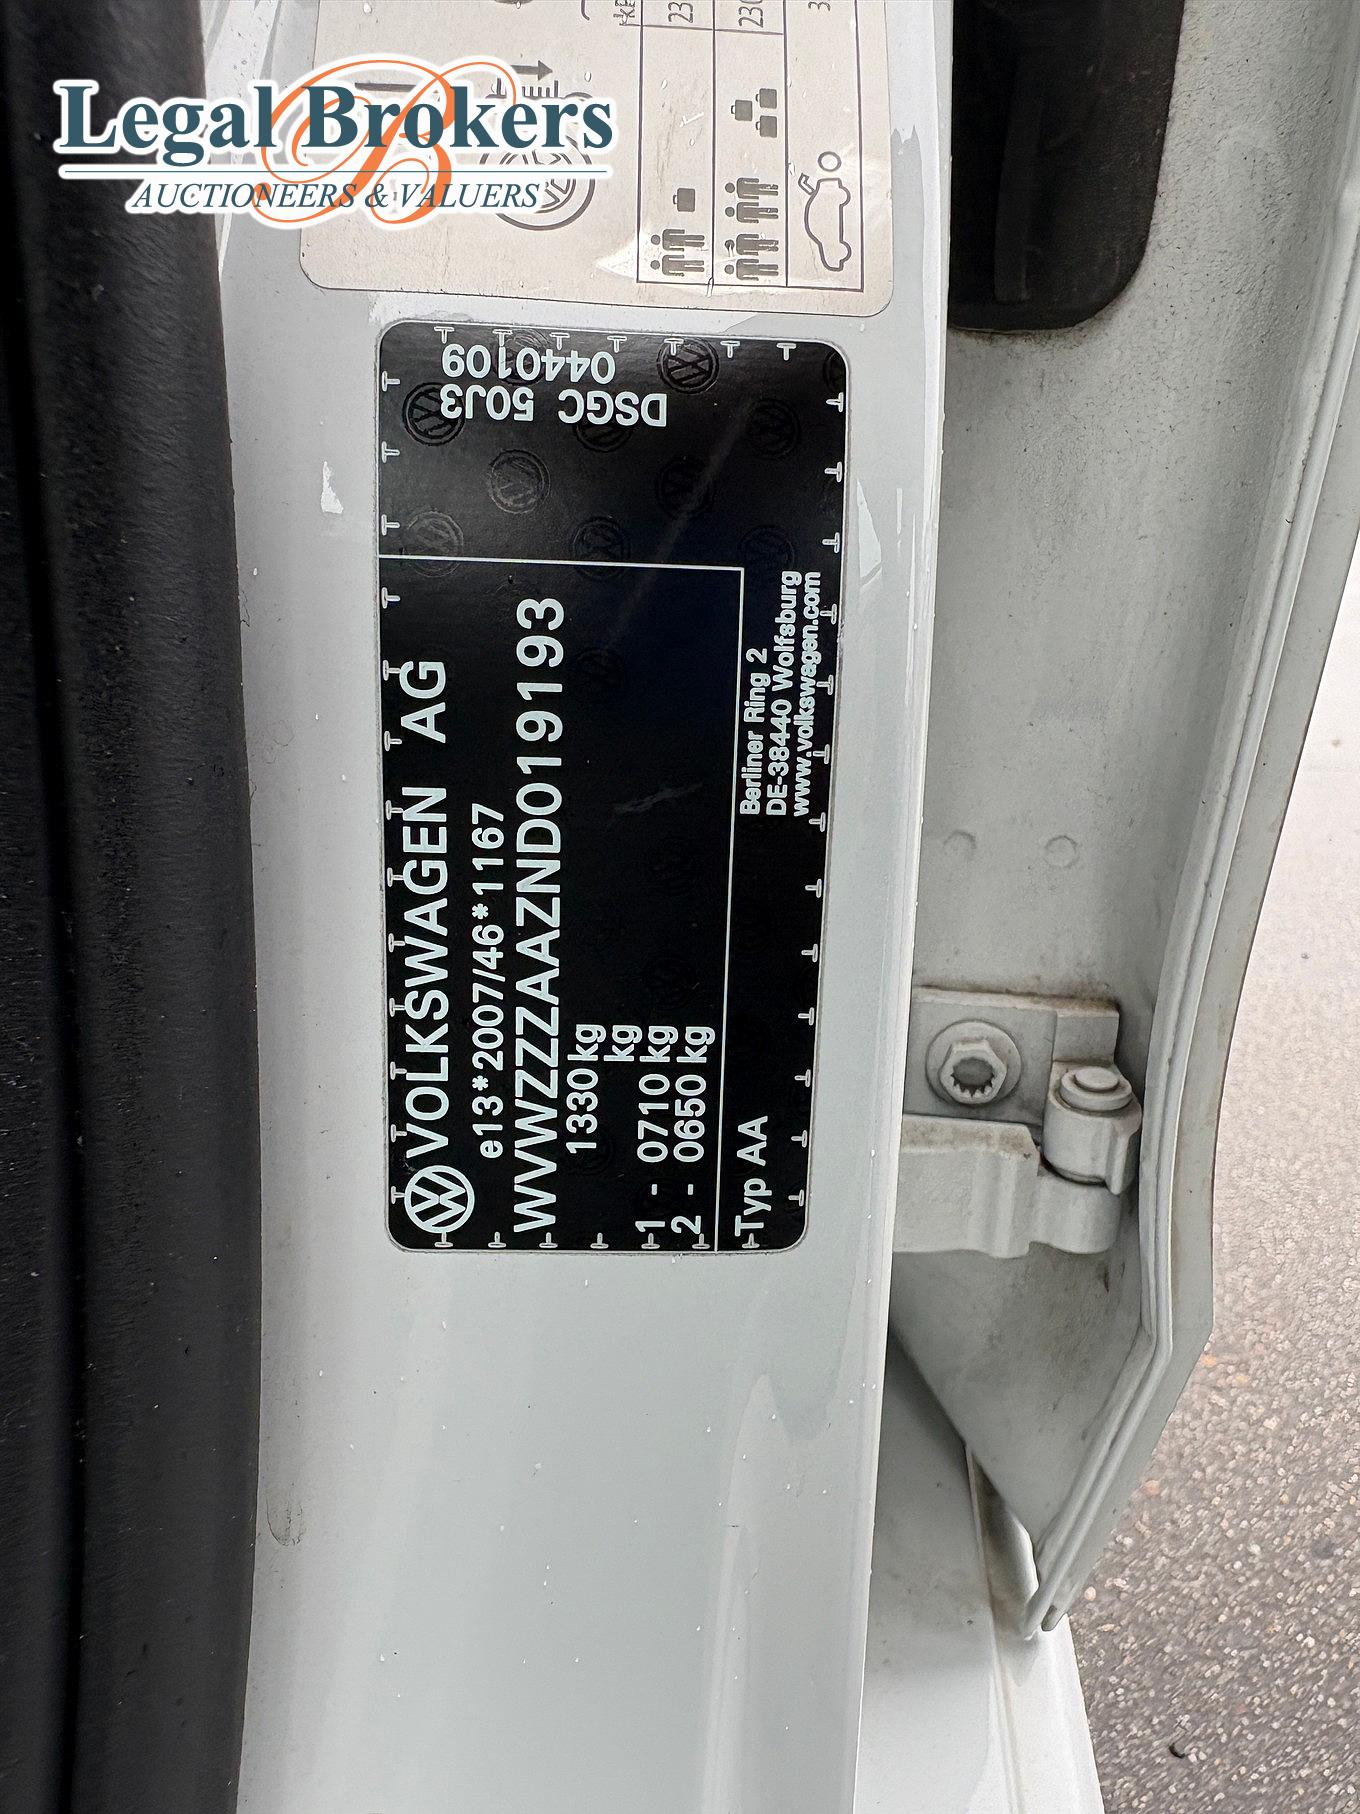 Legal Brokers
AUCTIONEERS & VALUERS
DSGC 50J3
0440109
VOLKSWAGEN AG
e13*2007/46*1167
WVWZZZAAZND019193
1330 kg
kg
1 - 0710 kg
2 - 0650 kg
Typ AA
Berliner Ring 2
DE-38440 Wolfsburg
www.volkswagen.com